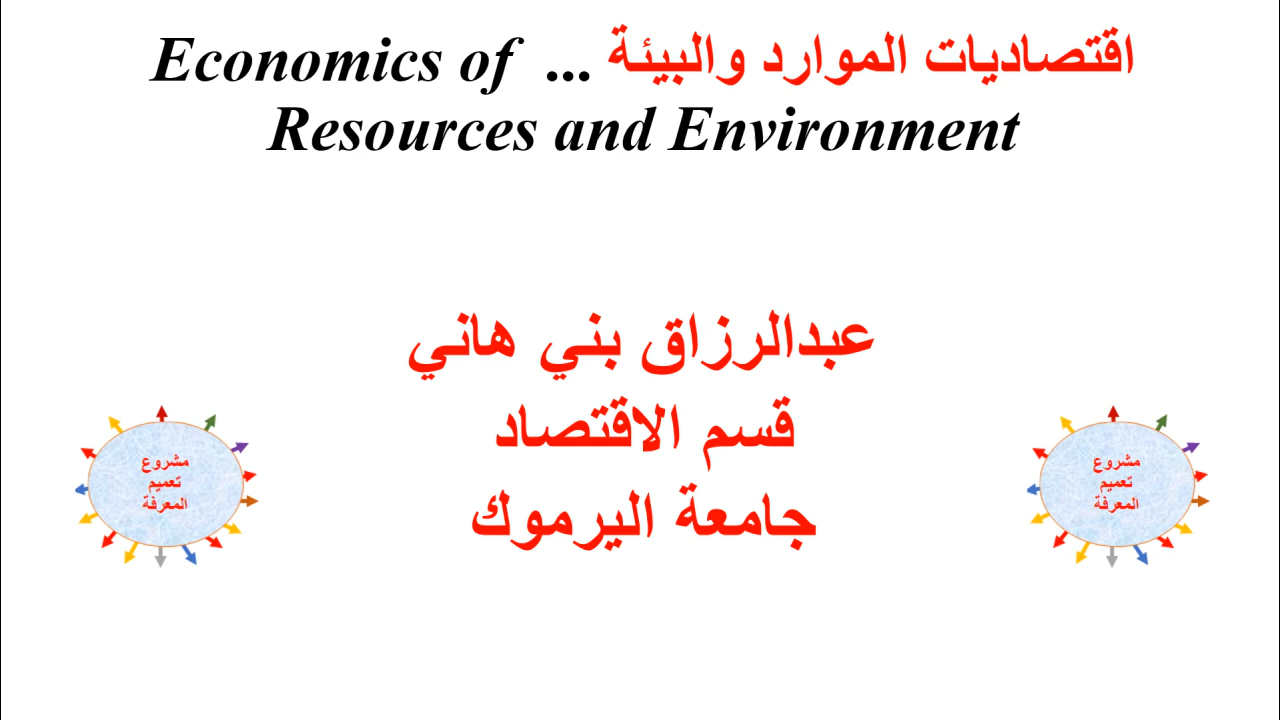 اقتصاديات الموارد والبيئة ... Economics of
Resources and Environment
عبدالرزاق بني هاني
قسم الاقتصاد
جامعة اليرموك
مشروع
تعميم
المعرفة
مشروع
تعميم
المعرفة